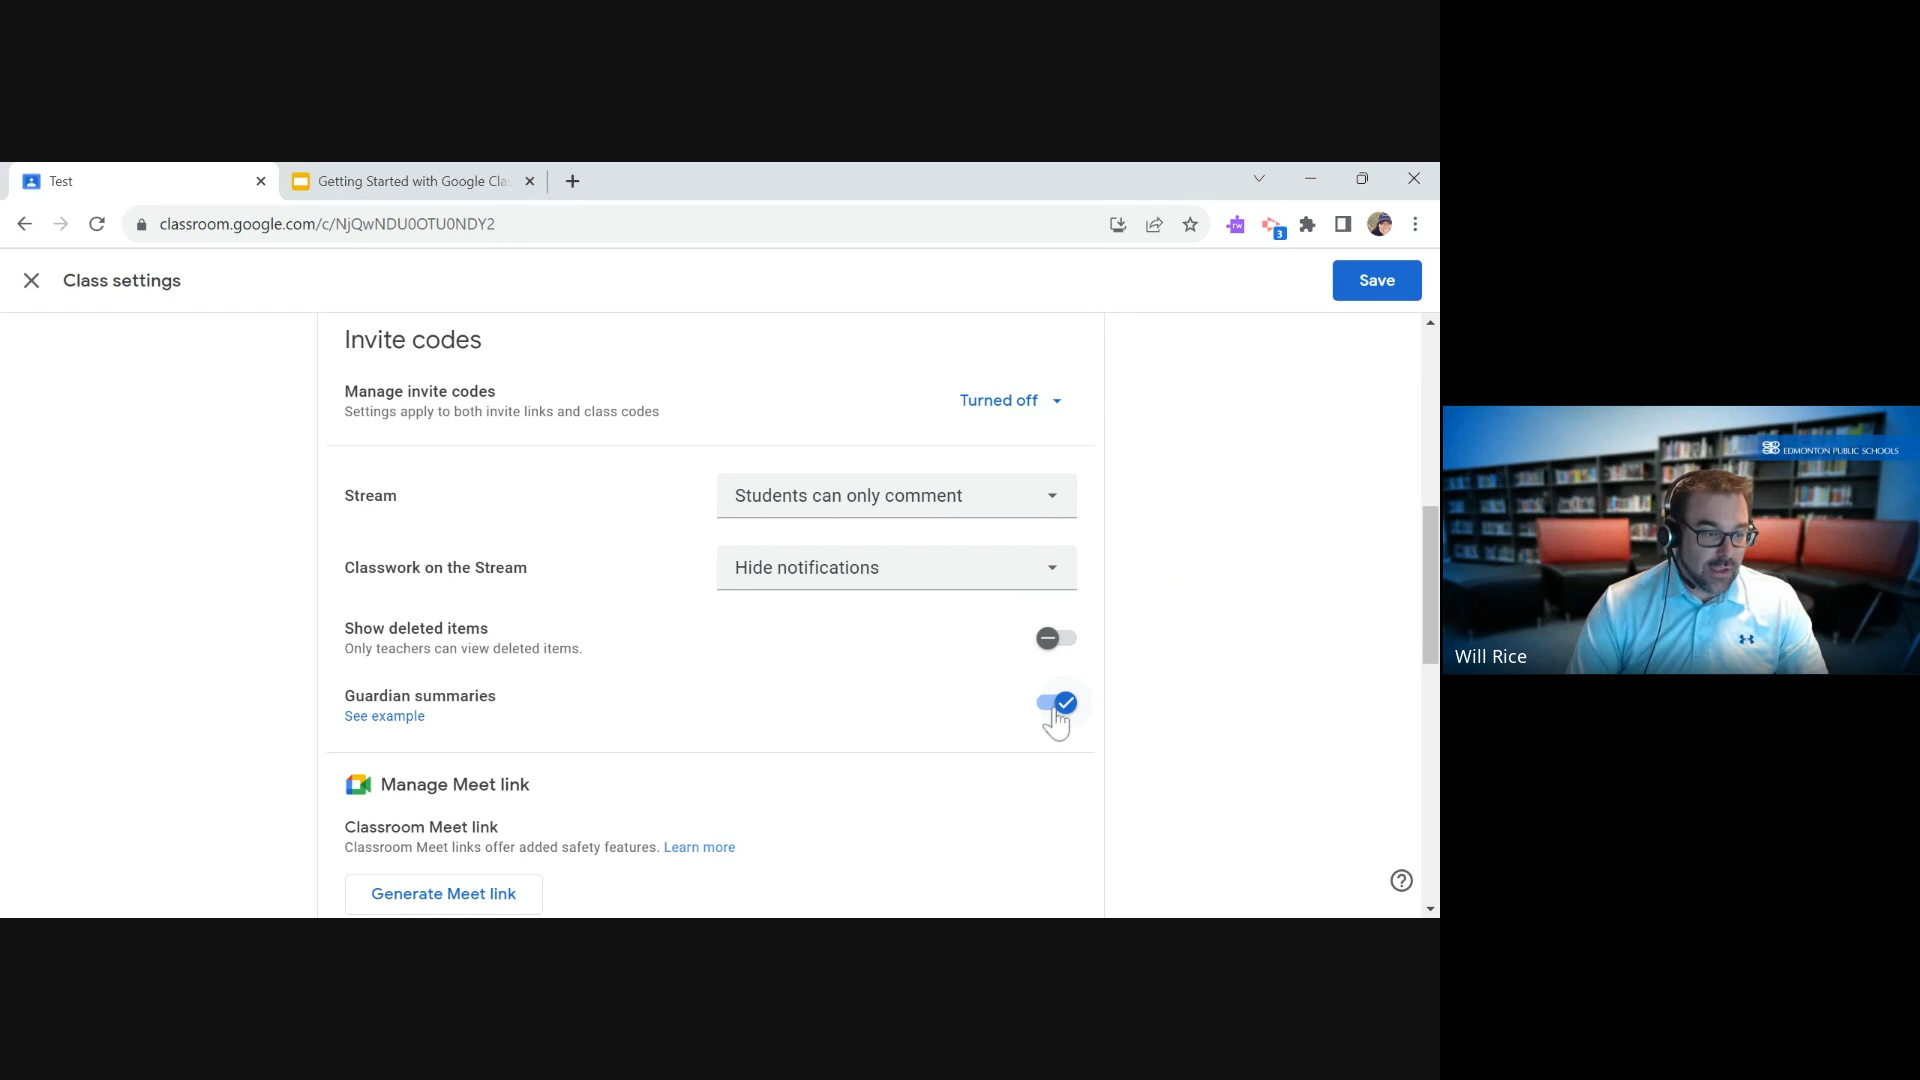 Test
Getting Started with Google Cla
classroom.google.com/c/NjQwNDU0OTU0NDY2
rw
3
Class settings
Save
Invite codes
Manage invite codes
Settings apply to both invite links and class codes
Turned off
Stream
Students can only comment
Classwork on the Stream
Hide notifications
Show deleted items
Only teachers can view deleted items.
Guardian summaries
See example
Manage Meet link
Classroom Meet link
Classroom Meet links offer added safety features. Learn more
Generate Meet link
EDMONTON PUBLIC SCHOOLS
Will Rice